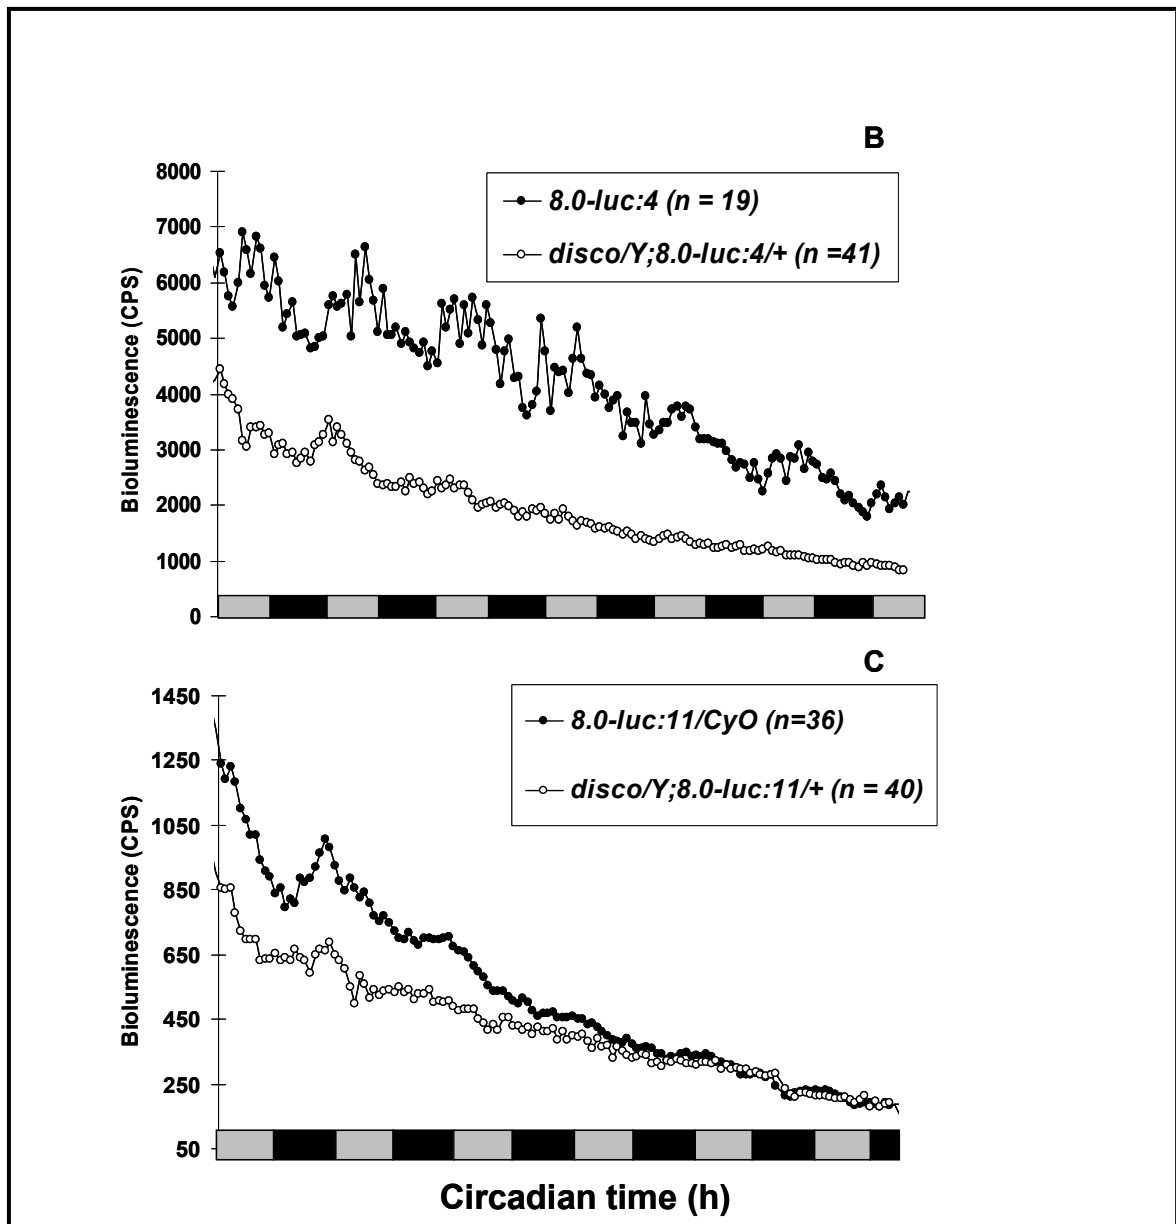 B
8000
7000
6000
5000
4000
3000
2000
1000
0
Bioluminescence (CPS)
8.0-luc:4 (n = 19)
disco/Y;8.0-luc:4/+ (n =41)
C
1450
1250
1050
850
650
450
250
50
Bioluminescence (CPS)
8.0-luc:11/CyO (n=36)
disco/Y;8.0-luc:11/+ (n = 40)
Circadian time (h)